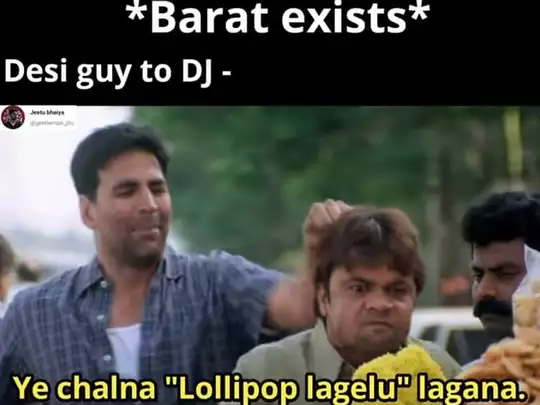 *Barat exists*
Desi guy to DJ -
Jeetu bhaiya
Ye chalna "Lollipop lagelu" lagana.